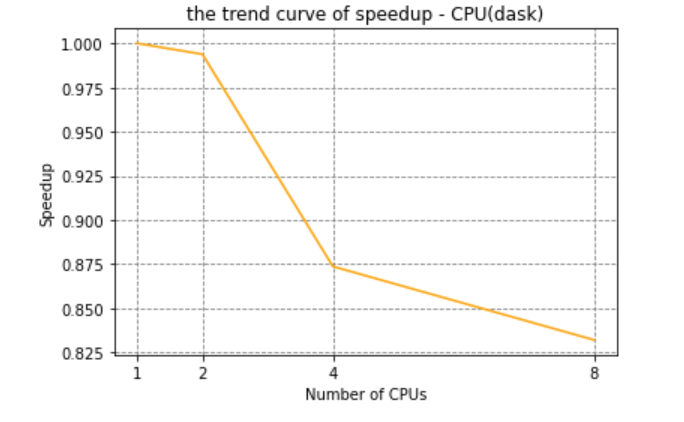 the trend curve of speedup - CPU(dask)
1.000
0.975
0.950
0.925
0.900
0.875
0.850
0.825
Speedup
1 2 4 8
Number of CPUs